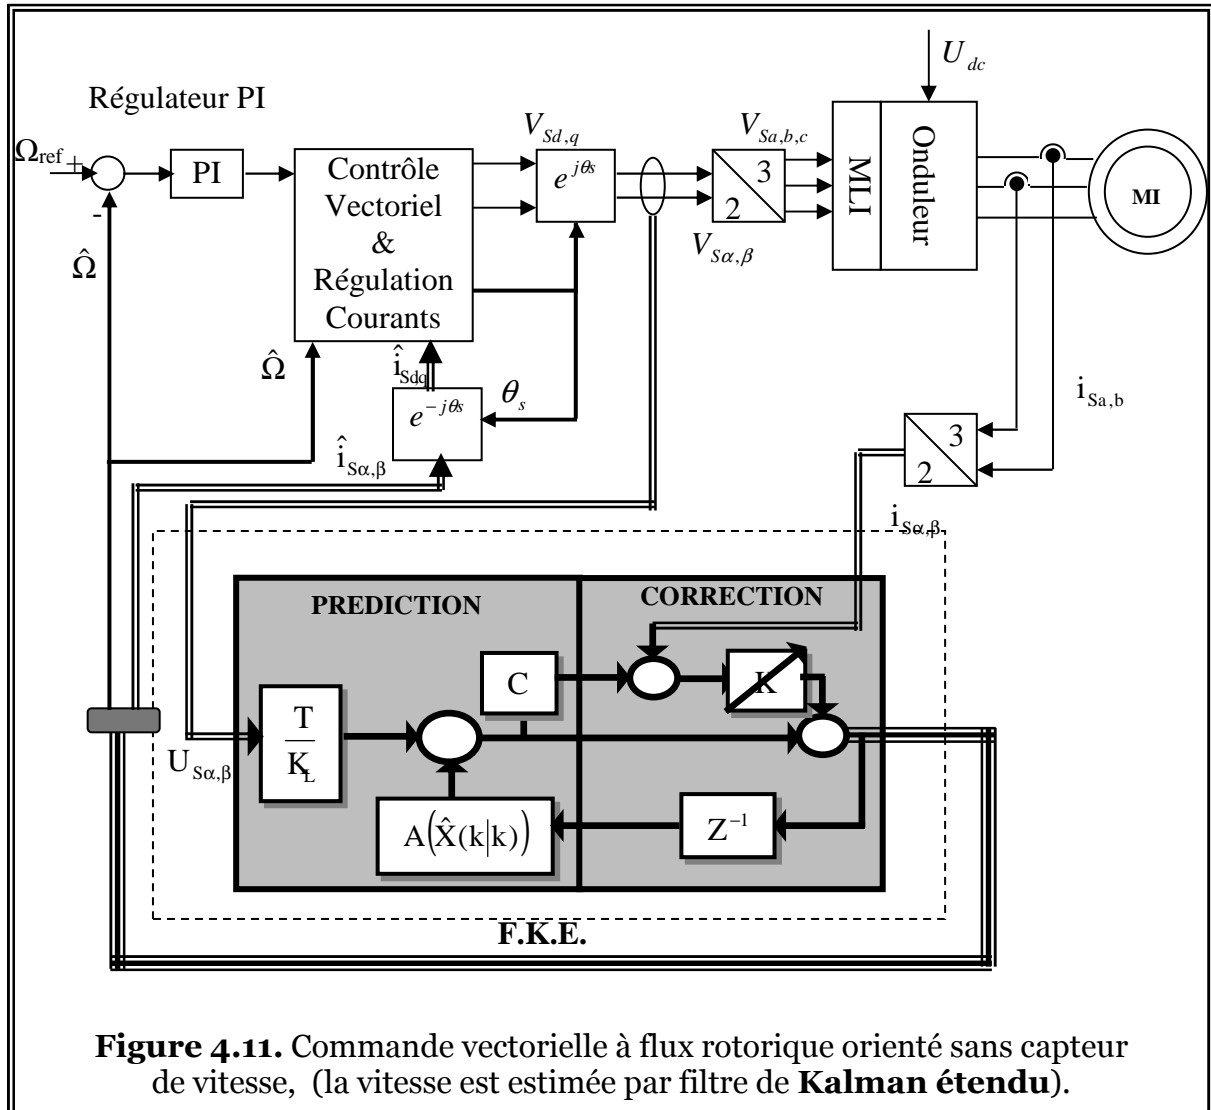 U_dc
Régulateur PI
V_Sd,q
V_Sa,b,c
Ω_ref
+
-
PI
Contrôle
Vectoriel
&
Régulation
Courants
e^jθs
3
2
V_Sα,β
MLI
Onduleur
MI
Ω̂
Ω̂
î_Sdq
θ_s
e^−jθs
î_Sα,β
i_Sa,b
3
2
i_Sα,β
PREDICTION
CORRECTION
C
K
T
K_L
U_Sα,β
A(X̂(k|k))
Z^−1
F.K.E.
Figure 4.11. Commande vectorielle à flux rotorique orienté sans capteur
de vitesse, (la vitesse est estimée par filtre de Kalman étendu).